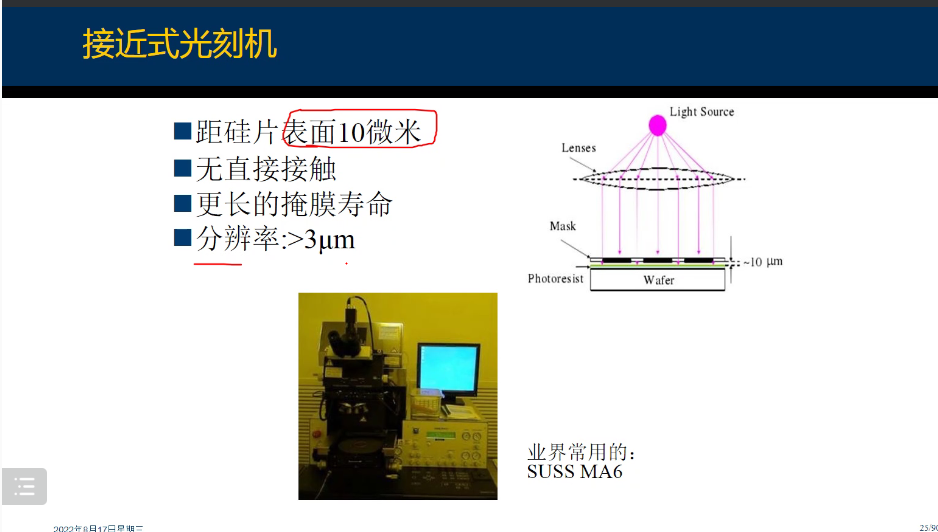 接近式光刻机
■距硅片表面10微米
■无直接接触
■更长的掩膜寿命
■分辨率:>3μm
Light Source
Lenses
Mask
~10 μm
Photoresist
Wafer
业界常用的：
SUSS MA6
2022年8月17日星期三
25/90